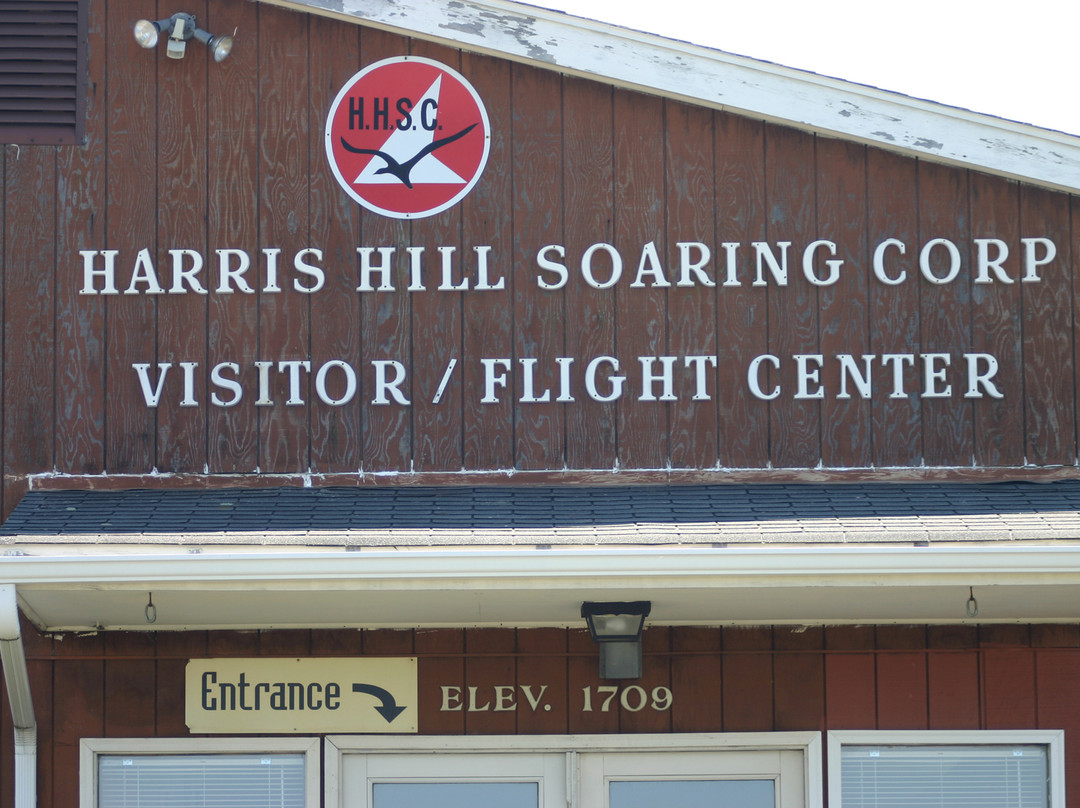 H.H.S.C.
HARRIS HILL SOARING CORP
VISITOR / FLIGHT CENTER
Entrance
ELEV. 1709